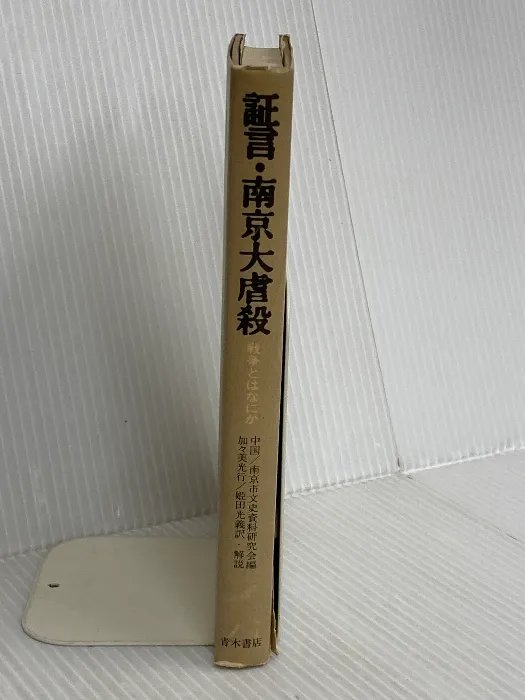 証言・南京大虐殺
戦争とはなにか
中国/南京市文史資料研究会編
加々美光行/姫田光義訳・解説
青木書店